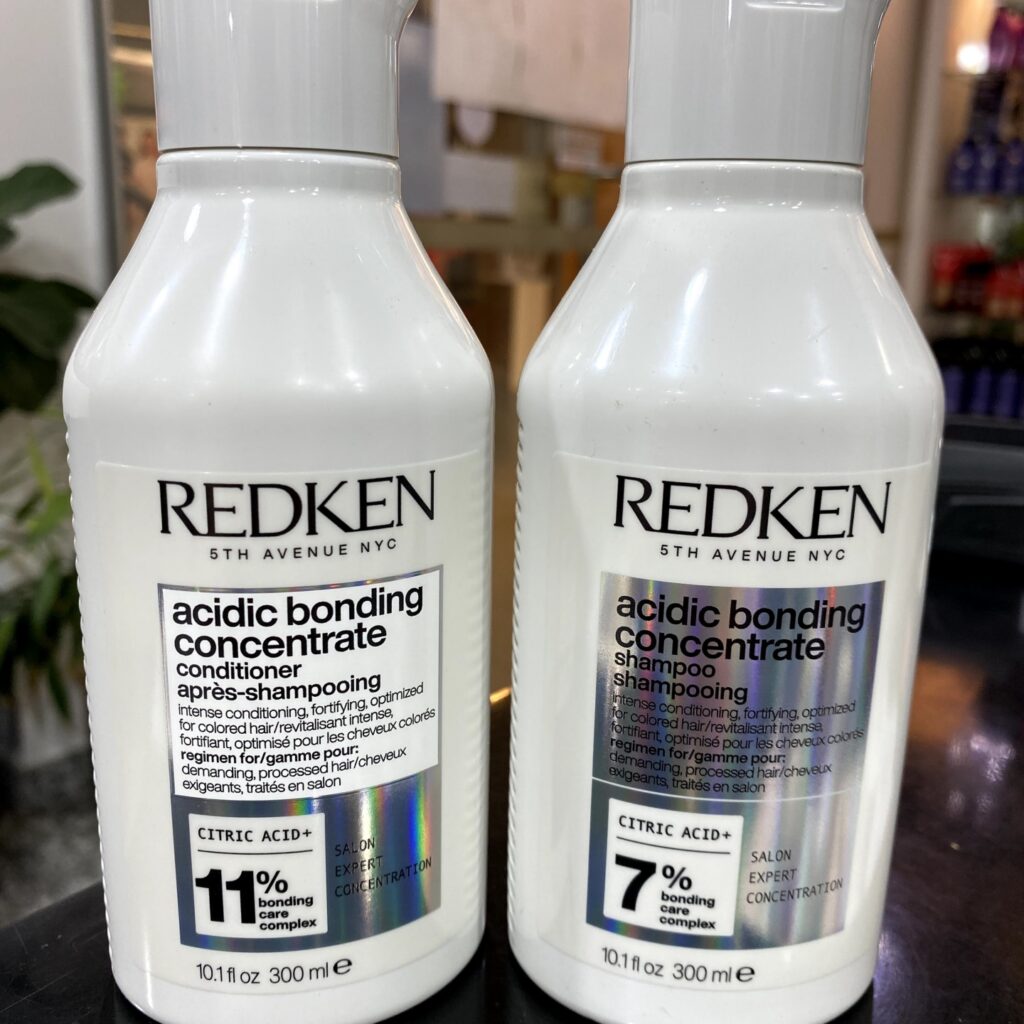 REDKEN
5TH AVENUE NYC
acidic bonding
concentrate
conditioner
après-shampooing
intense conditioning, fortifying, optimized
for colored hair/revitalisant intense,
fortifiant, optimisé pour les cheveux colorés
regimen for/gamme pour:
demanding, processed hair/cheveux
exigeants, traités en salon
CITRIC ACID+
11%
bonding
care
complex
SALON
EXPERT
CONCENTRATION
10.1 fl oz 300 ml e
REDKEN
5TH AVENUE NYC
acidic bonding
concentrate
shampoo
shampooing
intense conditioning, fortifying, optimized
for colored hair/revitalisant intense,
fortifiant, optimisé pour les cheveux colorés
regimen for/gamme pour:
demanding, processed hair/cheveux
exigeants, traités en salon
CITRIC ACID+
7%
bonding
care
complex
SALON
EXPERT
CONCENTRATION
10.1 fl oz 300 ml e